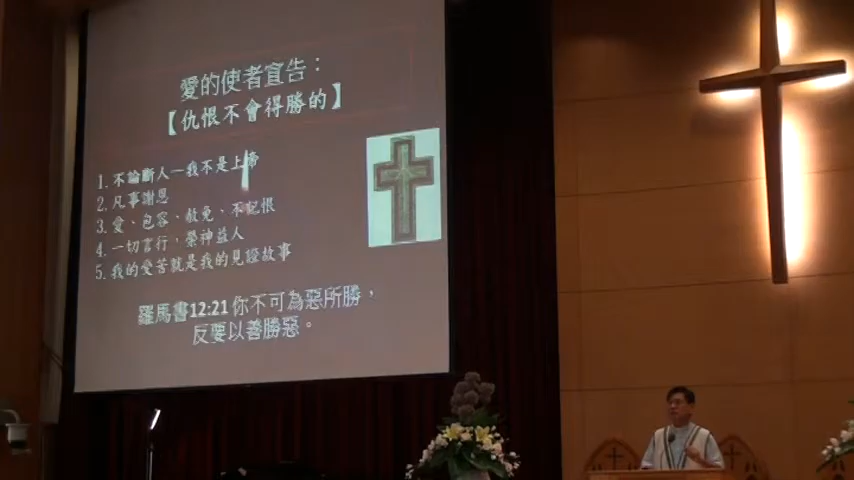 愛的使者宣告：
【仇恨不會得勝的】
1. 不論斷人—我不是上帝
2. 凡事謝恩
3. 愛、包容、赦免、不記恨
4. 一切言行，榮神益人
5. 我的受苦就是我的見證故事
羅馬書12:21 你不可為惡所勝，
反要以善勝惡。